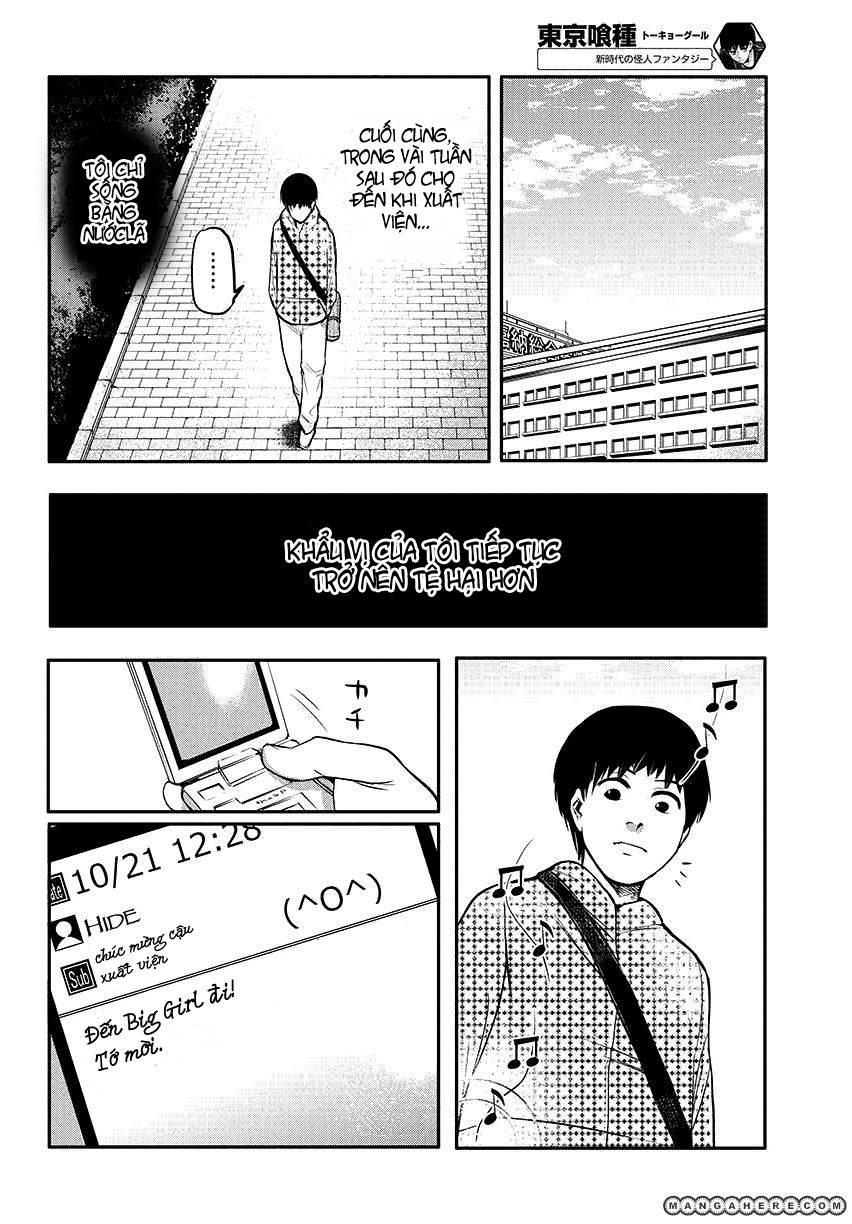 東京喰種 トーキョーグール
新時代の怪人ファンタジー
CUỐI CÙNG,
TRONG VÀI TUẦN
SAU ĐÓ CHO
ĐẾN KHI XUẤT
VIỆN...
TÔI CHỈ
SỐNG
BẰNG
NƯỚCLÃ
......
KHẨU VỊ CỦA TÔI TIẾP TỤC
TRỞ NÊN TỆ HẠI HƠN
カチ
10/21 12:28
HIDE
(^O^)
Sub
chúc mừng cậu
xuất viện
Đến Big Girl đi!
Tớ mời.
MANGAHERE.COM